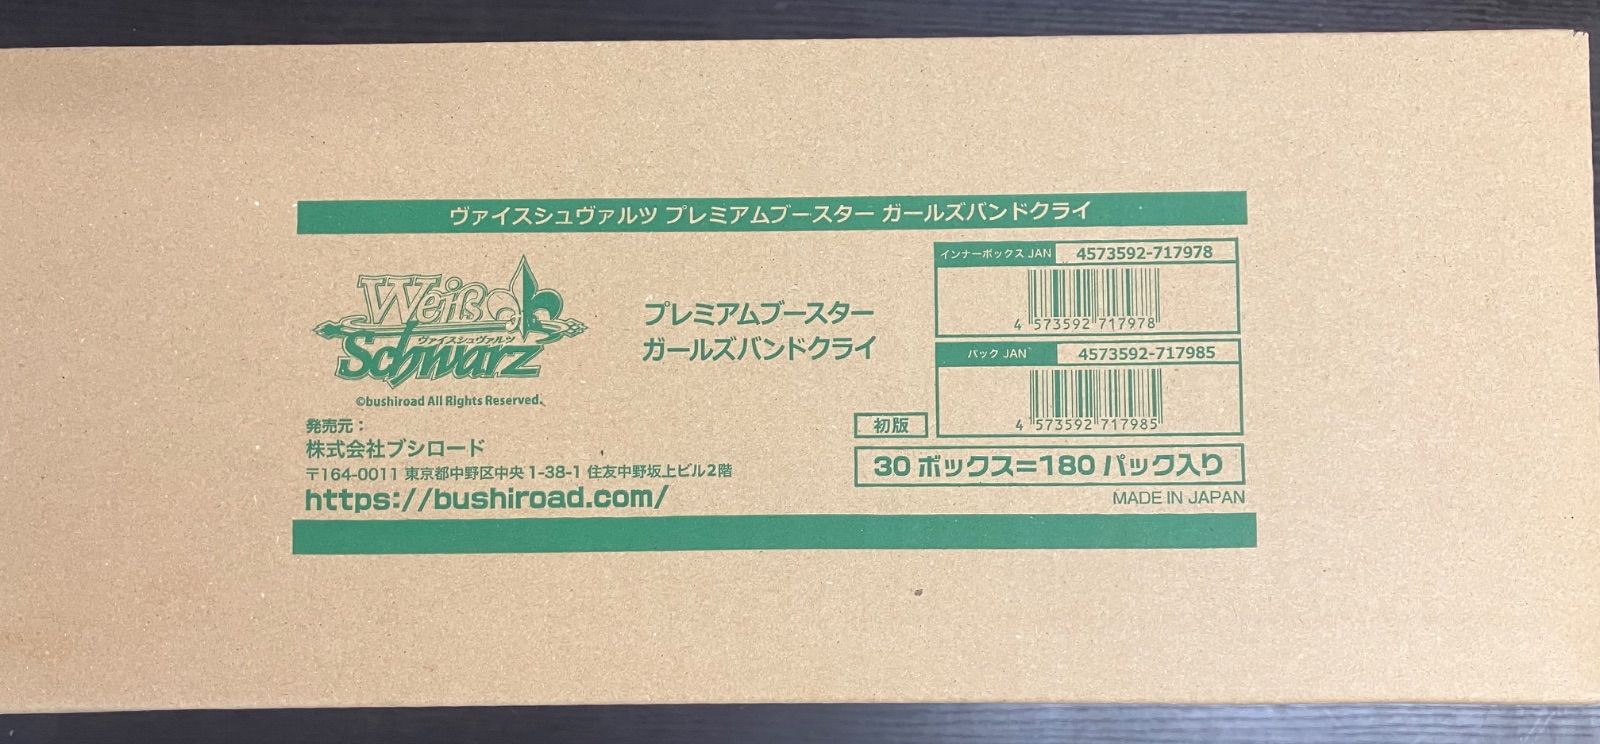 ヴァイスシュヴァルツ プレミアムブースター ガールズバンドクライ
Weiß
ヴァイスシュヴァルツ
Schwarz
©bushiroad All Rights Reserved.
プレミアムブースター
ガールズバンドクライ
インナーボックス JAN 4573592-717978
4 573592 717978
パック JAN 4573592-717985
4 573592 717985
発売元：
株式会社ブシロード
〒164-0011 東京都中野区中央 1-38-1 住友中野坂上ビル2階
https://bushiroad.com/
初版
30 ボックス=180 パック入り
MADE IN JAPAN